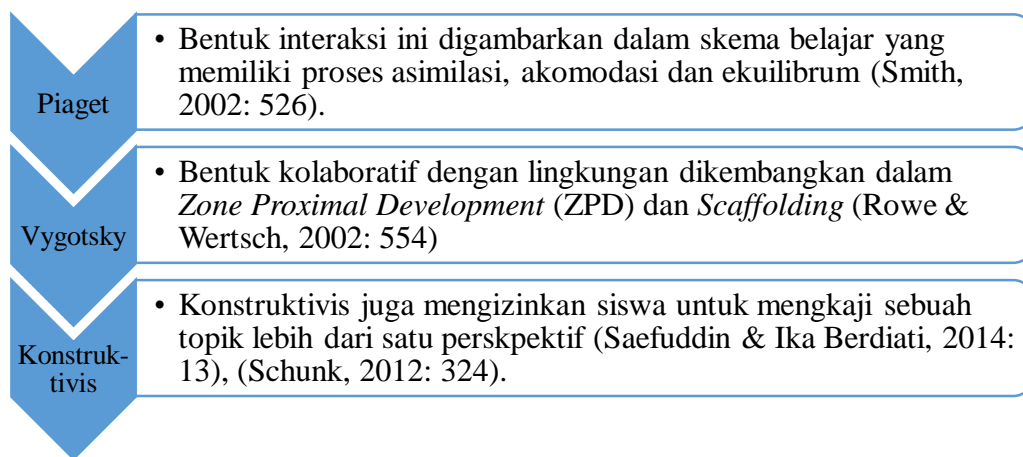 Piaget
• Bentuk interaksi ini digambarkan dalam skema belajar yang
memiliki proses asimilasi, akomodasi dan ekuilibrum (Smith,
2002: 526).
Vygotsky
• Bentuk kolaboratif dengan lingkungan dikembangkan dalam
Zone Proximal Development (ZPD) dan Scaffolding (Rowe &
Wertsch, 2002: 554)
Konstruk-
tivis
• Konstruktivis juga mengizinkan siswa untuk mengkaji sebuah
topik lebih dari satu perskpektif (Saefuddin & Ika Berdiati, 2014:
13), (Schunk, 2012: 324).